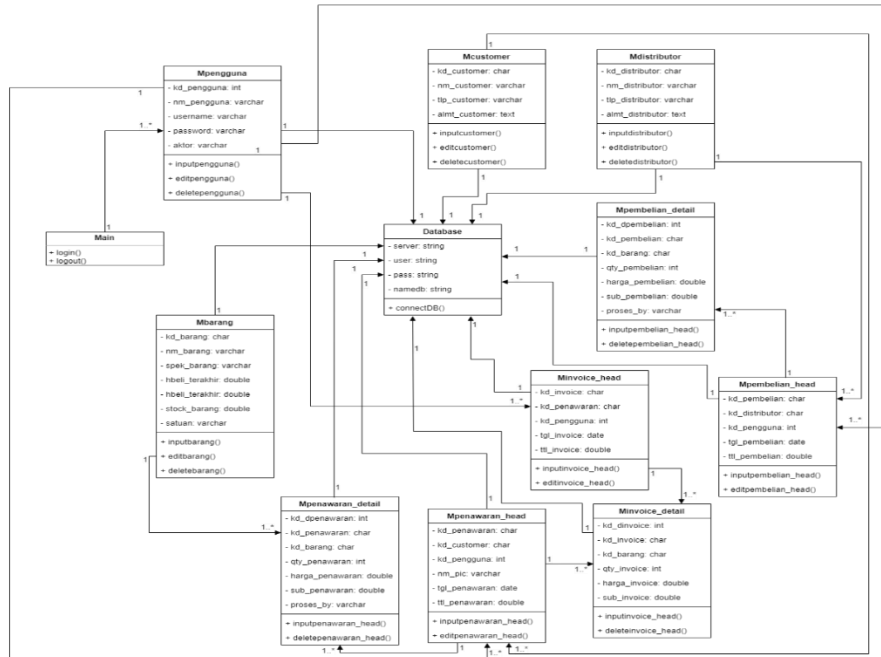 Mpengguna
- kd_pengguna: int
- nm_pengguna: varchar
- username: varchar
- password: varchar
- aktor: varchar
+ inputpengguna()
+ editpengguna()
+ deletepengguna()
Mcustomer
- kd_customer: char
- nm_customer: varchar
- tlp_customer: varchar
- almt_customer: text
+ inputcustomer()
+ editcustomer()
+ deletecustomer()
Mdistributor
- kd_distributor: char
- nm_distributor: varchar
- tlp_distributor: varchar
- almt_distributor: text
+ inputdistributor()
+ editdistributor()
+ deletedistributor()
Main
+ login()
+ logout()
Database
- server: string
- user: string
- pass: string
- namedb: string
+ connectDB()
Mpembelian_detail
- kd_dpembelian: int
- kd_pembelian: char
- kd_barang: char
- qty_pembelian: int
- harga_pembelian: double
- sub_pembelian: double
- proses_by: varchar
+ inputpembelian_head()
+ deletepembelian_head()
Mbarang
- kd_barang: char
- nm_barang: varchar
- spek_barang: varchar
- hbeli_terakhir: double
- hbeli_terakhir: double
- stock_barang: double
- satuan: varchar
+ inputbarang()
+ editbarang()
+ deletebarang()
Minvoice_head
- kd_invoice: char
- kd_penawaran: char
- kd_pengguna: int
- tgl_invoice: date
- ttl_invoice: double
+ inputinvoice_head()
+ editinvoice_head()
Mpembelian_head
- kd_pembelian: char
- kd_distributor: char
- kd_pengguna: int
- tgl_pembelian: date
- ttl_pembelian: double
+ inputpembelian_head()
+ editpembelian_head()
Mpenawaran_detail
- kd_dpenawaran: int
- kd_penawaran: char
- kd_barang: char
- qty_penawaran: int
- harga_penawaran: double
- sub_penawaran: double
- proses_by: varchar
+ inputpenawaran_head()
+ deletepenawaran_head()
Mpenawaran_head
- kd_penawaran: char
- kd_customer: char
- kd_pengguna: int
- nm_pic: varchar
- tgl_penawaran: date
- ttl_penawaran: double
+ inputpenawaran_head()
+ editpenawaran_head()
Minvoice_detail
- kd_dinvoice: int
- kd_invoice: char
- kd_barang: char
- qty_invoice: int
- harga_invoice: double
- sub_invoice: double
+ inputinvoice_head()
+ deleteinvoice_head()